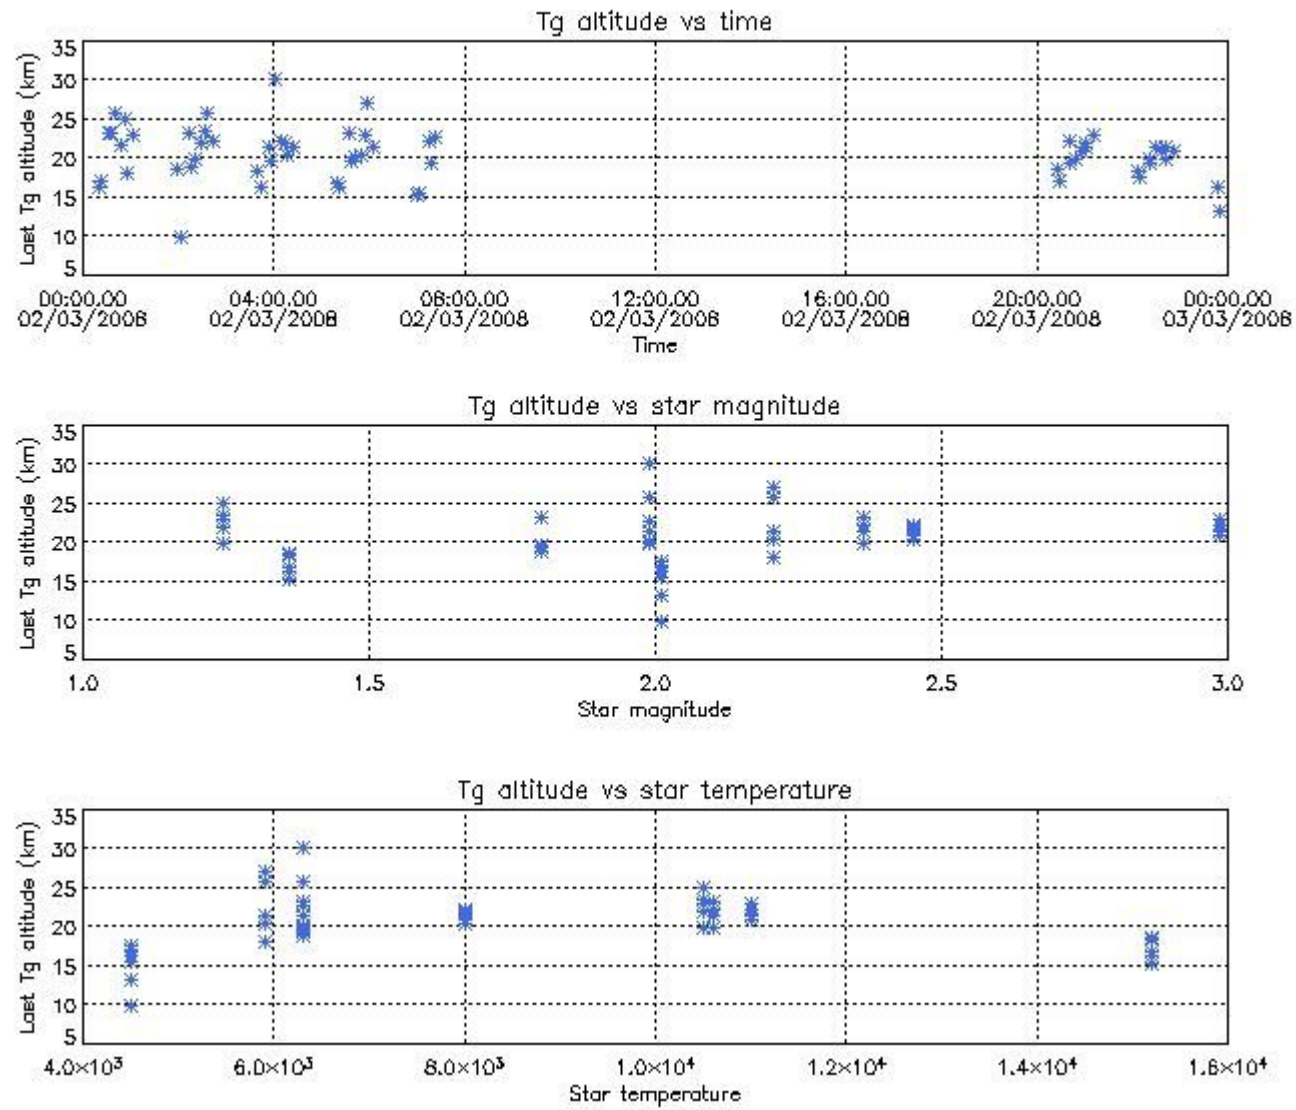 Tg altitude vs time
Last Tg altitude (km)
35
30
25
20
15
10
5
00:00.00 04:00.00 08:00.00 12:00.00 16:00.00 20:00.00 00:00.00
02/03/2008 02/03/2008 02/03/2008 02/03/2008 02/03/2008 02/03/2008 03/03/2008
Time
Tg altitude vs star magnitude
Last Tg altitude (km)
35
30
25
20
15
10
5
1.0 1.5 2.0 2.5 3.0
Star magnitude
Tg altitude vs star temperature
Last Tg altitude (km)
35
30
25
20
15
10
5
4.0×10³ 6.0×10³ 8.0×10³ 1.0×10⁴ 1.2×10⁴ 1.4×10⁴ 1.6×10⁴
Star temperature